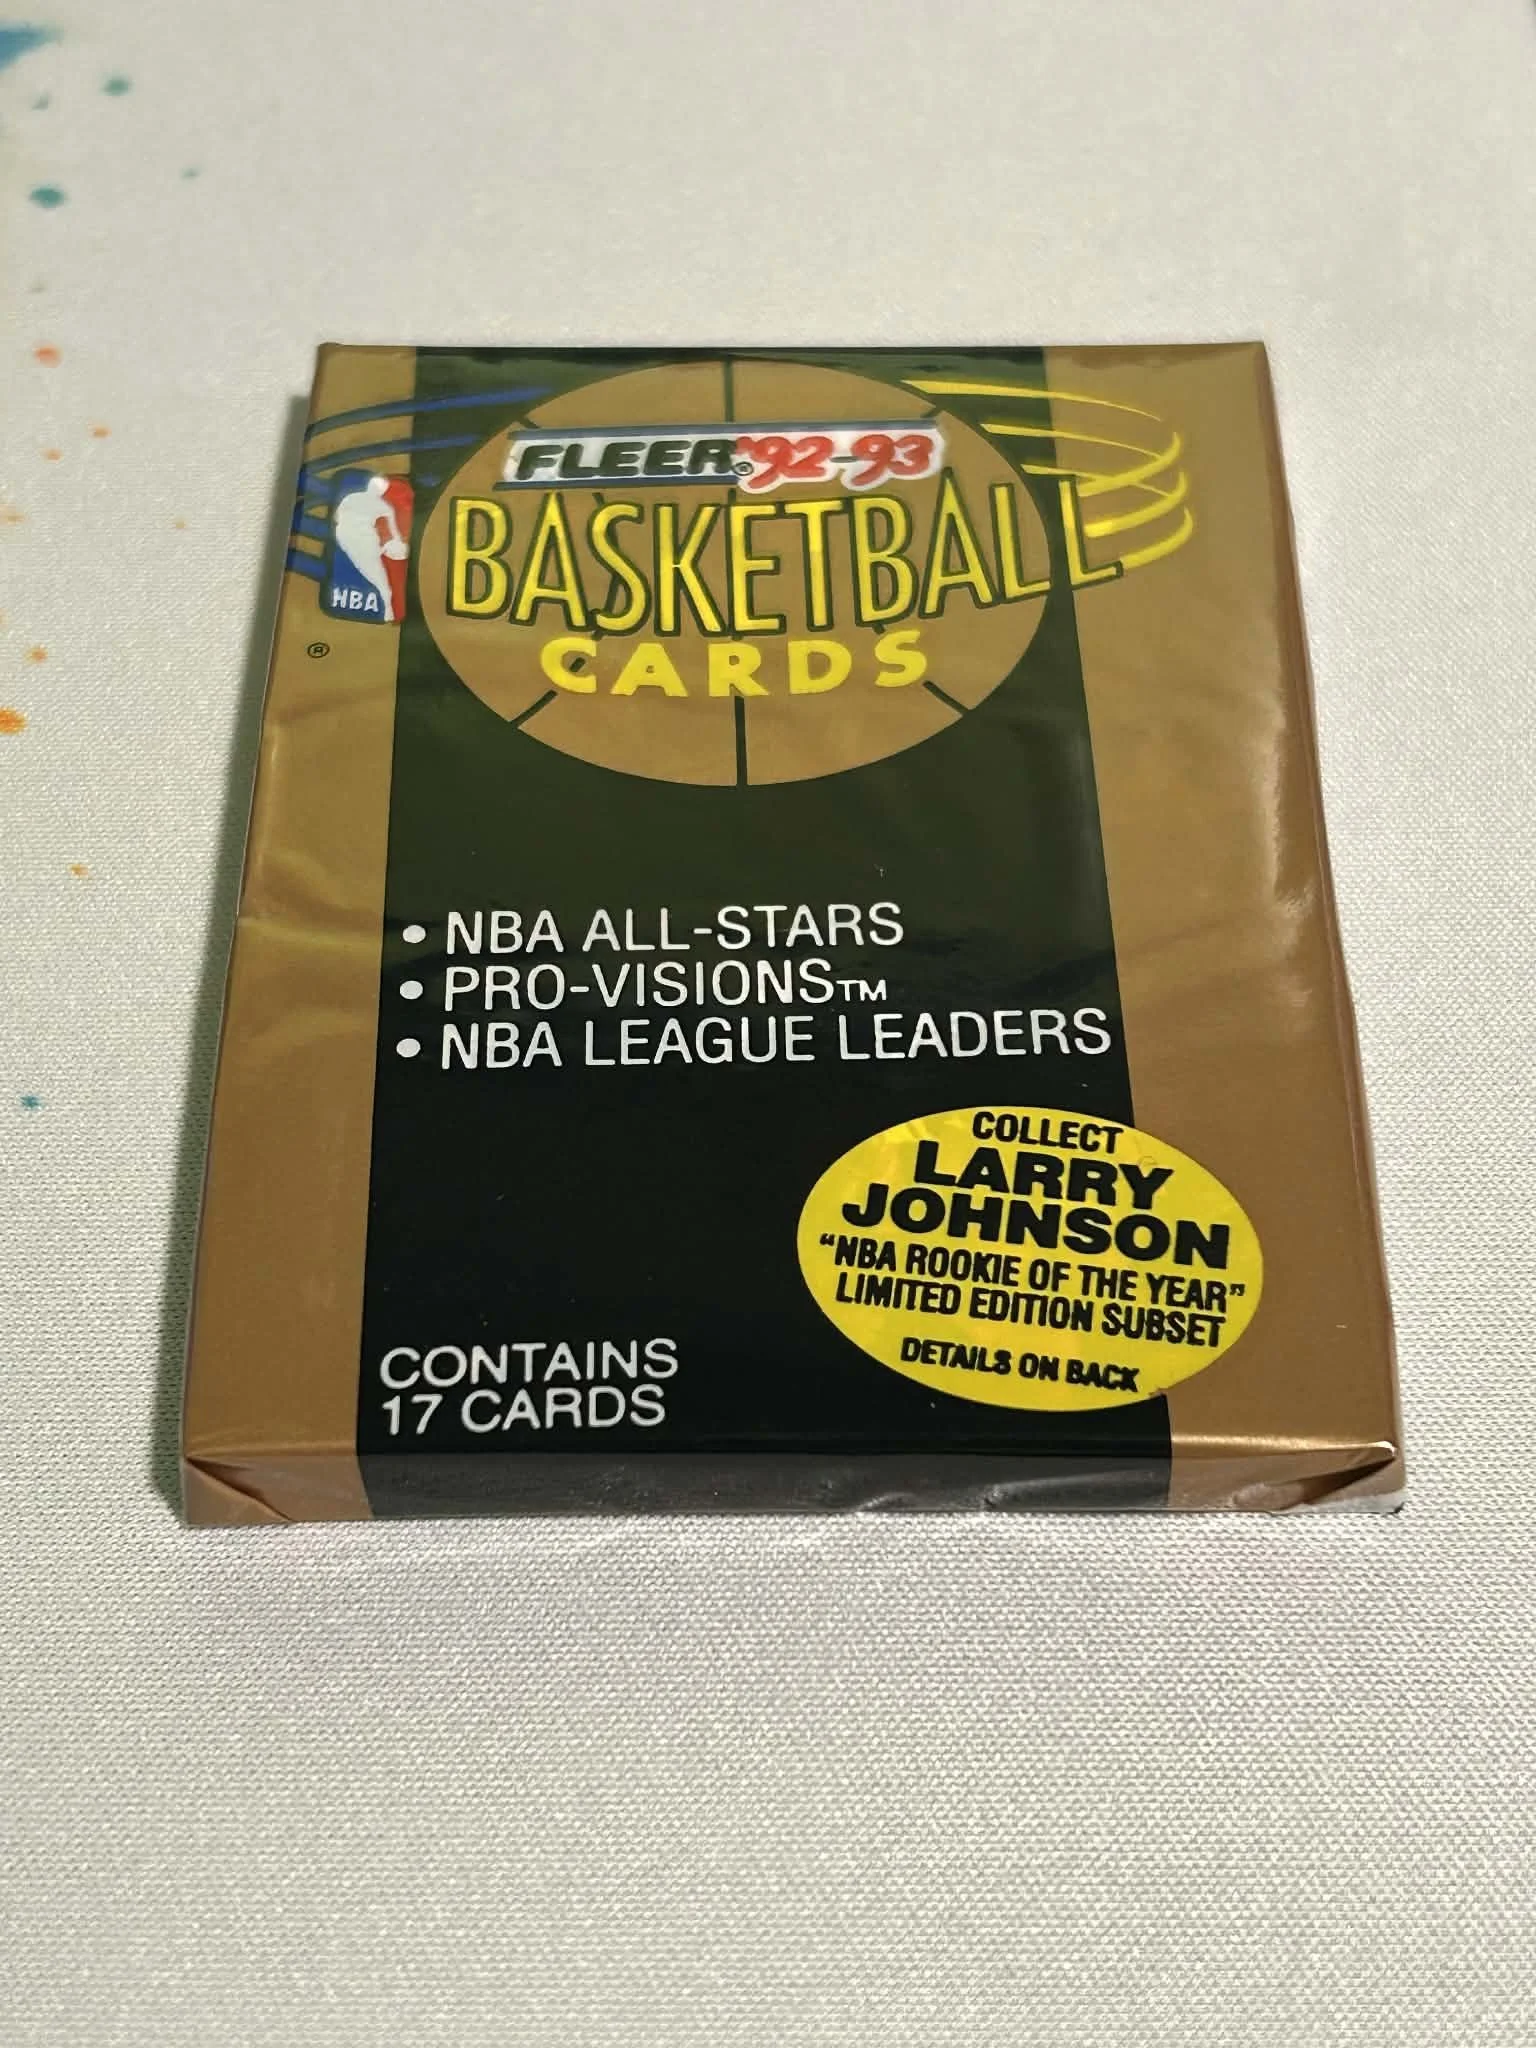 FLEER® '92-93
BASKETBALL
CARDS
NBA
®
• NBA ALL-STARS
• PRO-VISIONS™
• NBA LEAGUE LEADERS
COLLECT
LARRY
JOHNSON
“NBA ROOKIE OF THE YEAR”
LIMITED EDITION SUBSET
DETAILS ON BACK
CONTAINS
17 CARDS